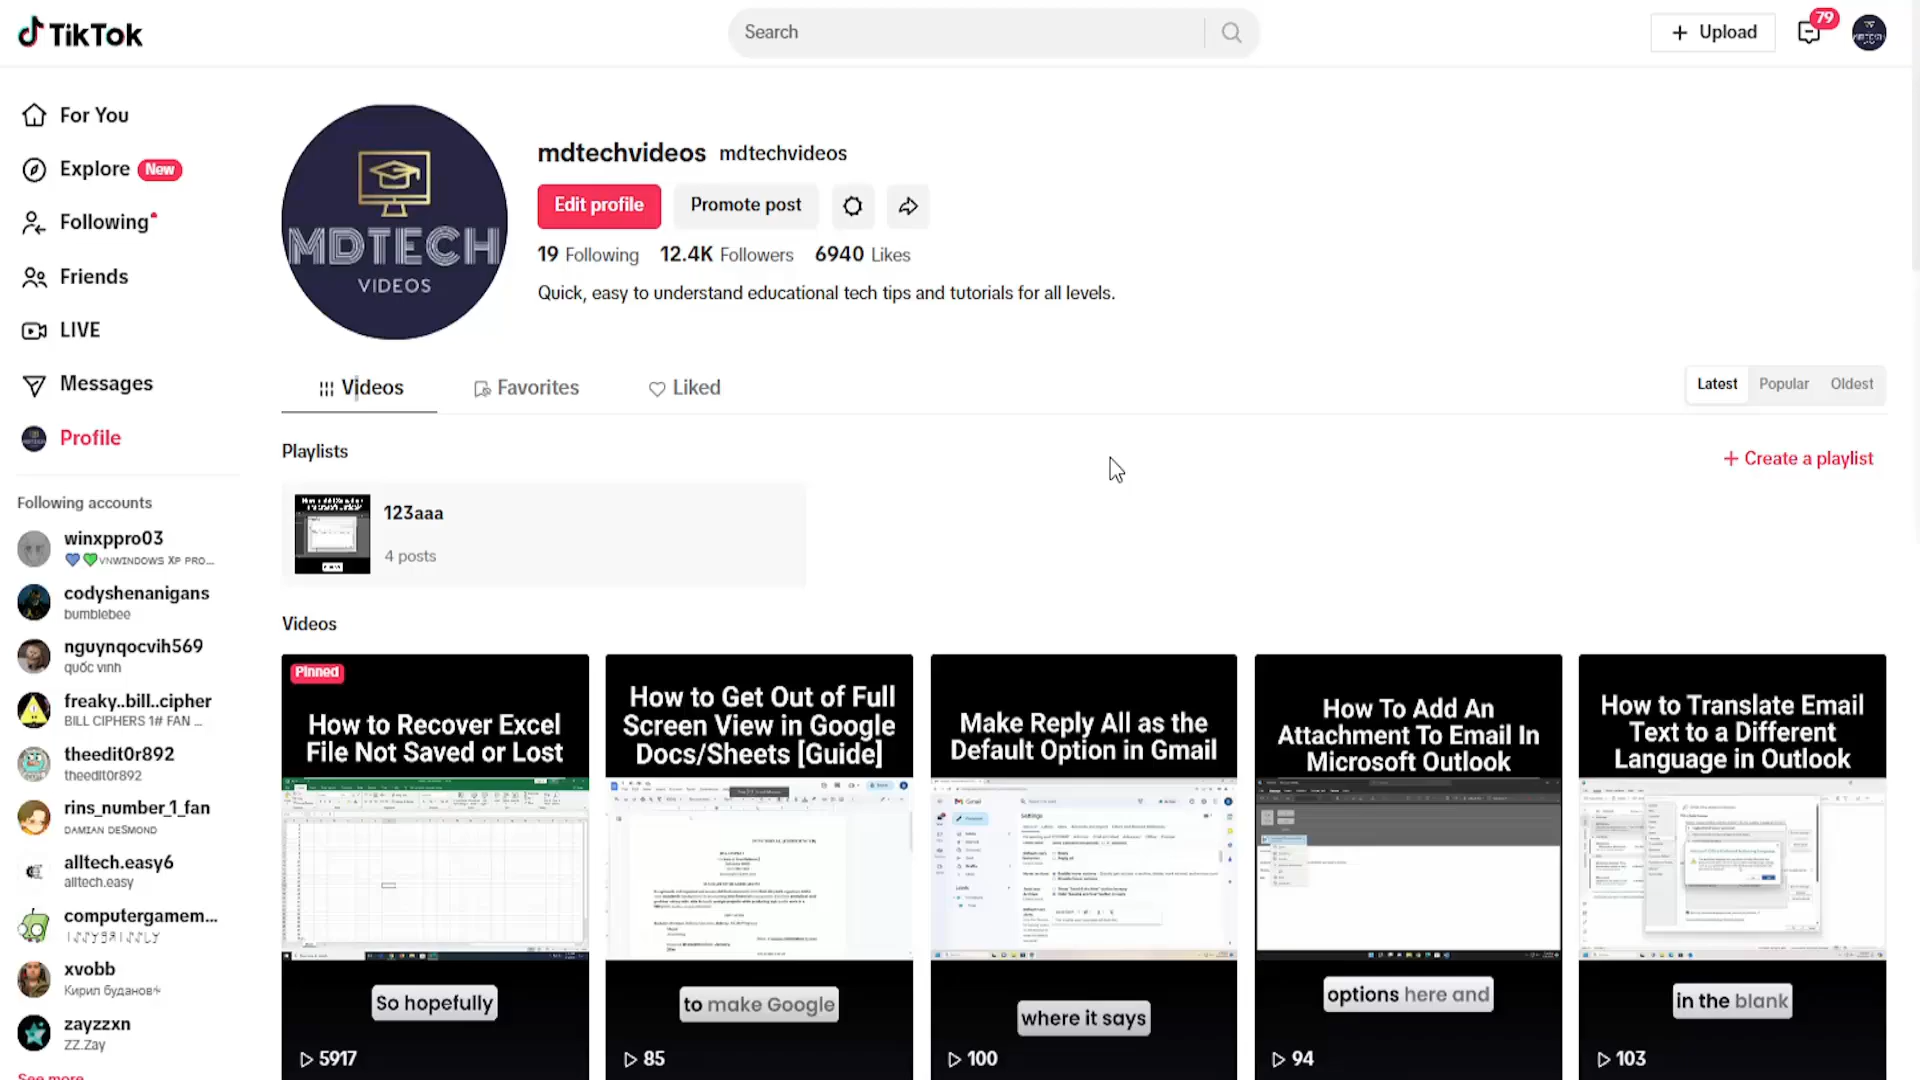 TikTok
Search
Upload
79
For You
Explore New
Following
Friends
LIVE
Messages
Profile
Following accounts
winxppro03
💙 💚VNWINDOWS XP PRO...
codyshenanigans
bumblebee
nguynqocvih569
quốc vinh
freaky..bill..cipher
BILL CIPHERS 1# FAN ...
theedit0r892
theedit0r892
rins_number_1_fan
DAMIAN DESMOND
alltech.easy6
alltech.easy
computergamem...
xvobb
Кирил буданов
zayzzxn
ZZ.Zay
See more
MDTECH
VIDEOS
mdtechvideos mdtechvideos
Edit profile
Promote post
19 Following 12.4K Followers 6940 Likes
Quick, easy to understand educational tech tips and tutorials for all levels.
Videos
Favorites
Liked
Latest Popular Oldest
Playlists
+ Create a playlist
123aaa
4 posts
Videos
Pinned
How to Recover Excel
File Not Saved or Lost
So hopefully
5917
How to Get Out of Full
Screen View in Google
Docs/Sheets [Guide]
to make Google
85
Make Reply All as the
Default Option in Gmail
where it says
100
How To Add An
Attachment To Email In
Microsoft Outlook
options here and
94
How to Translate Email
Text to a Different
Language in Outlook
in the blank
103